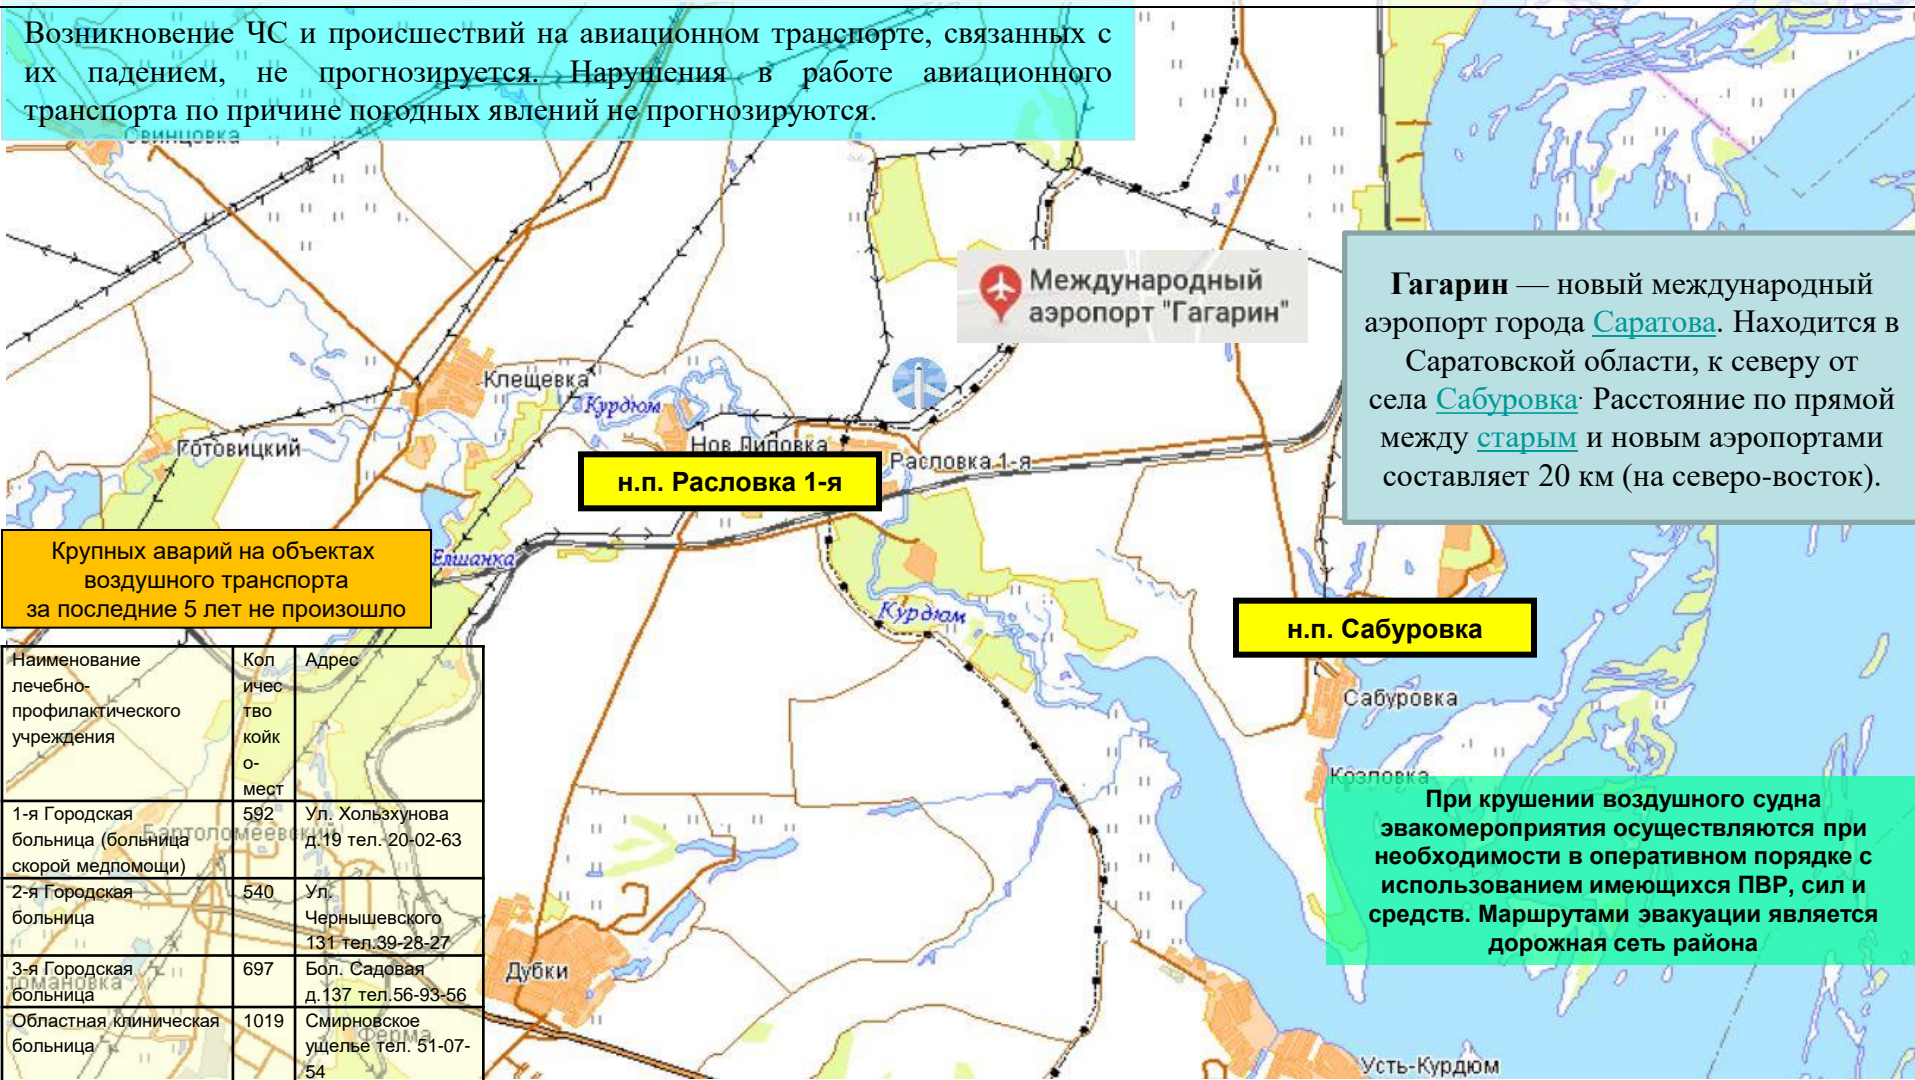 Возникновение ЧС и происшествий на авиационном транспорте, связанных с
их падением, не прогнозируется. Нарушения в работе авиационного
транспорта по причине погодных явлений не прогнозируются.
Свинцовка
Международный
аэропорт "Гагарин"
Гагарин — новый международный
аэропорт города Саратова. Находится в
Саратовской области, к северу от
села Сабуровка. Расстояние по прямой
между старым и новым аэропортами
составляет 20 км (на северо-восток).
Клещевка
Курдюм
Готовицкий
Нов.Липовка
Расловка 1-я
н.п. Расловка 1-я
Крупных аварий на объектах
воздушного транспорта
за последние 5 лет не произошло
Елшанка
Курдюм
н.п. Сабуровка
Сабуровка
Козловка
При крушении воздушного судна
эвакомероприятия осуществляются при
необходимости в оперативном порядке с
использованием имеющихся ПВР, сил и
средств. Маршрутами эвакуации является
дорожная сеть района
Наименование
лечебно-
профилактического
учреждения
Кол
ичес
тво
койк
о-
мест
Адрес
1-я Городская
больница (больница
скорой медпомощи)
592
Ул. Хользхунова
д.19 тел. 20-02-63
Бартоломеевский
2-я Городская
больница
540
Ул.
Чернышевского
131 тел.39-28-27
3-я Городская
больница
697
Бол. Садовая
д.137 тел.56-93-56
томановка
Областная клиническая
больница
1019
Смирновское
ущелье тел. 51-07-
54
Ферма
Дубки
Усть-Курдюм